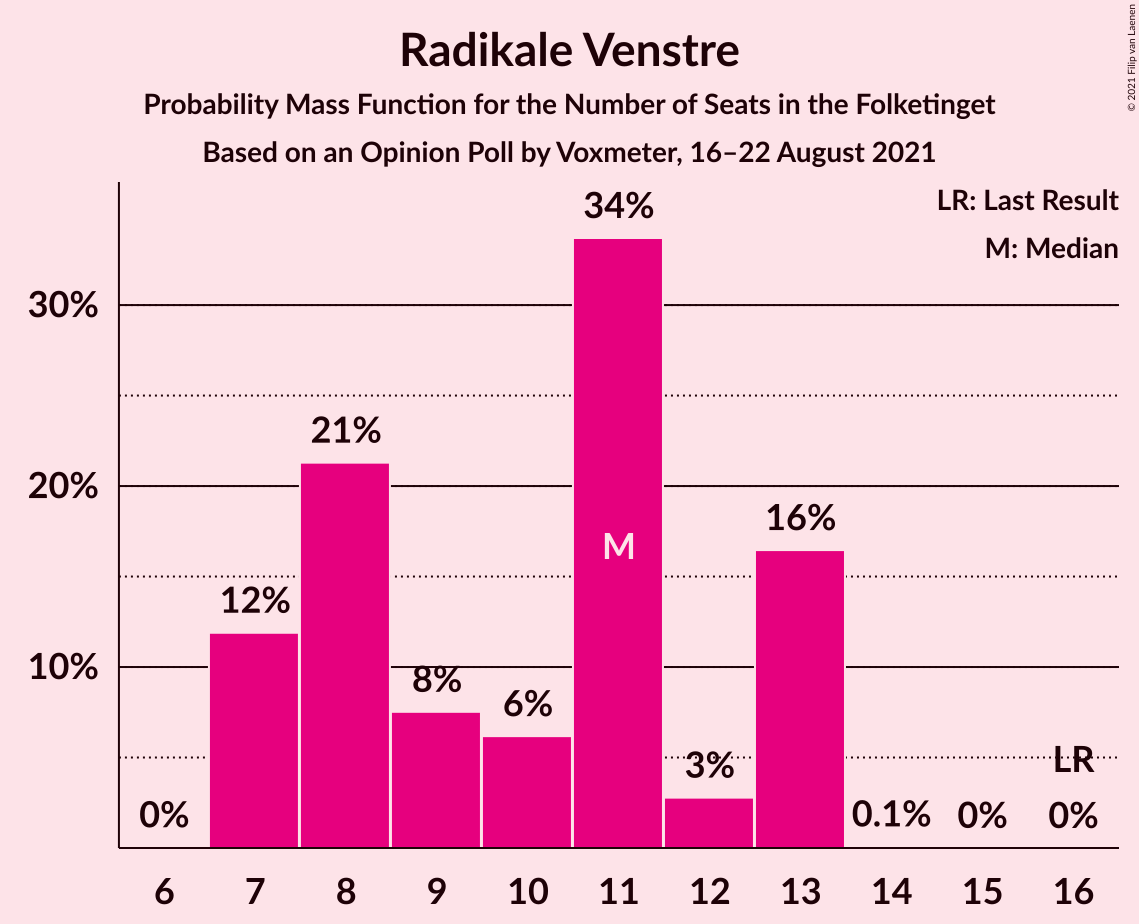 Radikale Venstre
Probability Mass Function for the Number of Seats in the Folketinget
Based on an Opinion Poll by Voxmeter, 16–22 August 2021
© 2021 Filip van Laenen
LR: Last Result
M: Median
34%
30%
21%
20%
16%
M
12%
10%
8%
6%
3%
LR
0%
0.1%
0%
0%
6 7 8 9 10 11 12 13 14 15 16